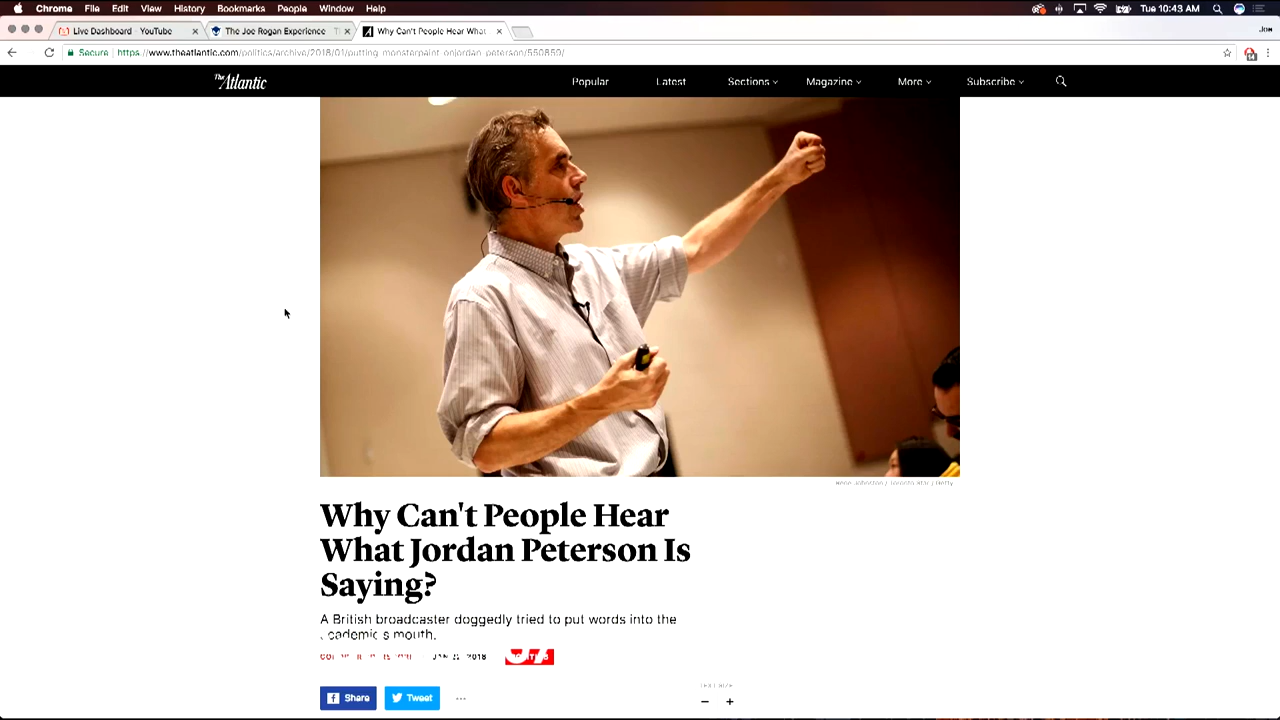 Chrome File Edit View History Bookmarks People Window Help Tue 10:43 AM
Live Dashboard - YouTube The Joe Rogan Experience Why Can't People Hear What Jon
Secure https://www.theatlantic.com/politics/archive/2018/01/putting-monsterpaint-onjordan-peterson/550859/
The Atlantic Popular Latest Sections Magazine More Subscribe
Why Can't People Hear
What Jordan Peterson Is
Saying?
A British broadcaster doggedly tried to put words into the
mouth.
2018
Share Tweet ...
TEXT SIZE
- +